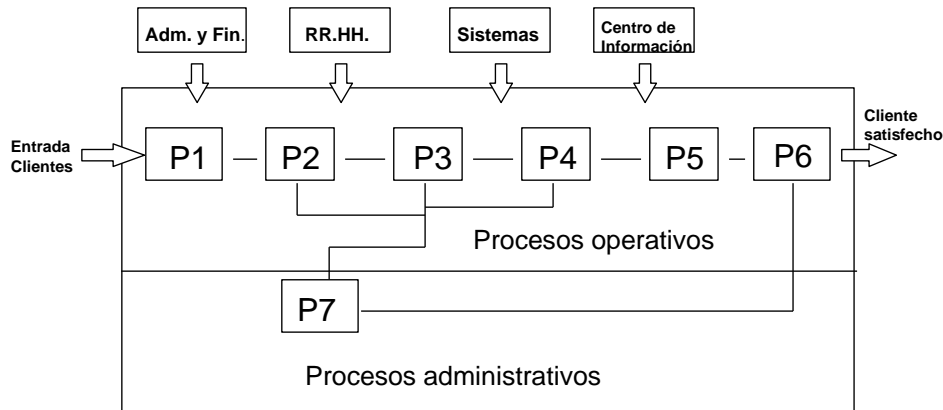 Adm. y Fin.
RR.HH.
Sistemas
Centro de
Información
Entrada
Clientes
P1
P2
P3
P4
P5
P6
Cliente
satisfecho
Procesos operativos
P7
Procesos administrativos